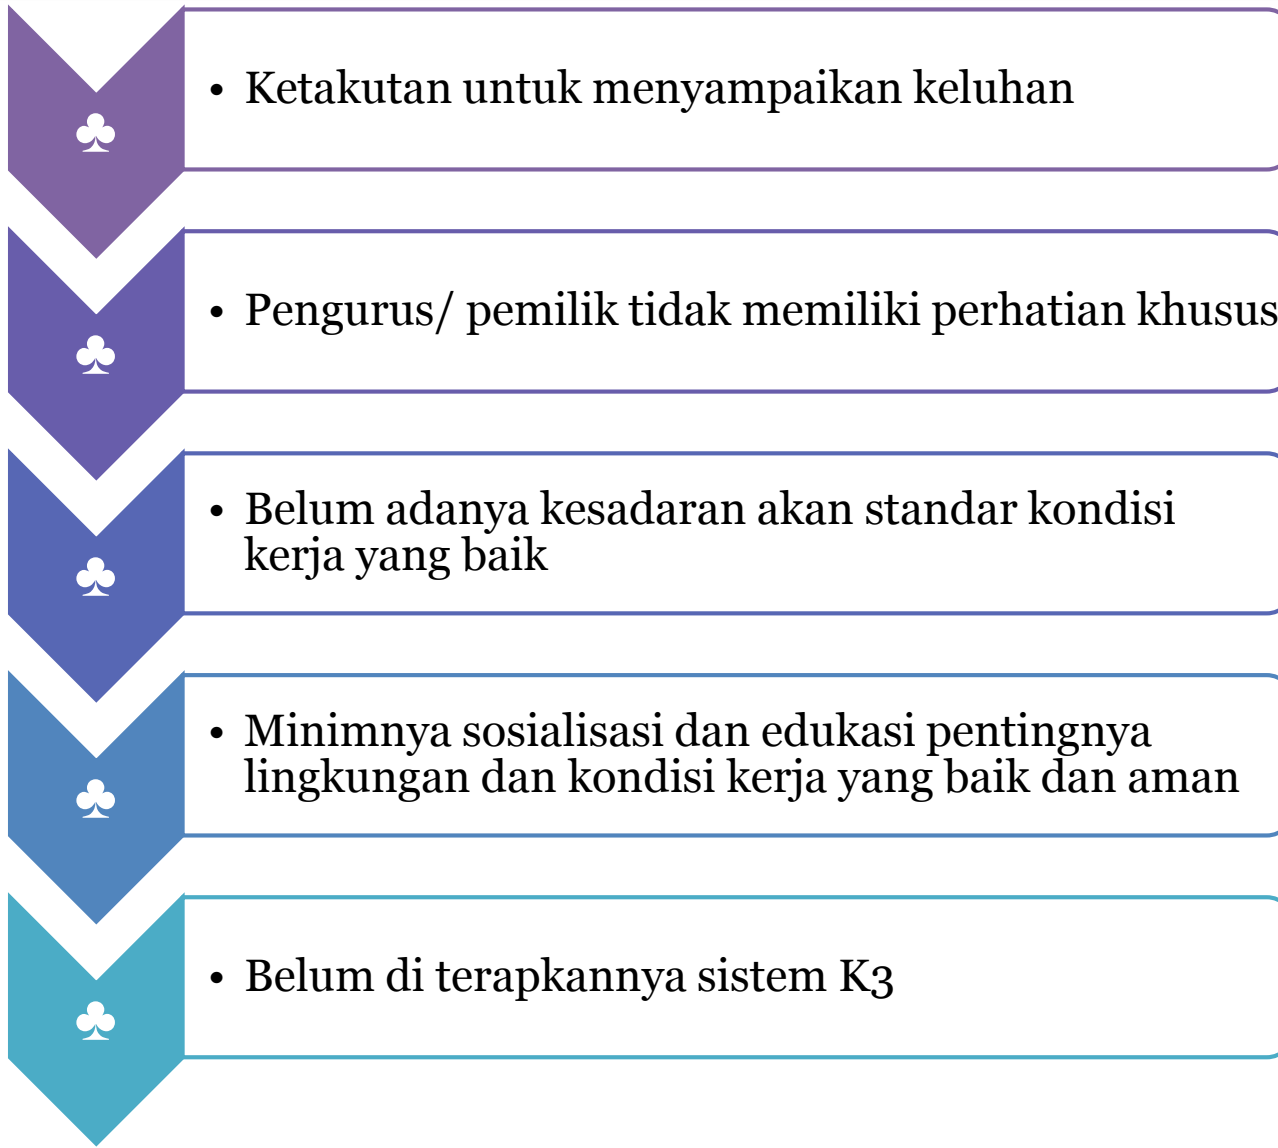 ♣
• Ketakutan untuk menyampaikan keluhan
♣
• Pengurus/ pemilik tidak memiliki perhatian khusus
♣
• Belum adanya kesadaran akan standar kondisi
kerja yang baik
♣
• Minimnya sosialisasi dan edukasi pentingnya
lingkungan dan kondisi kerja yang baik dan aman
♣
• Belum di terapkannya sistem K3